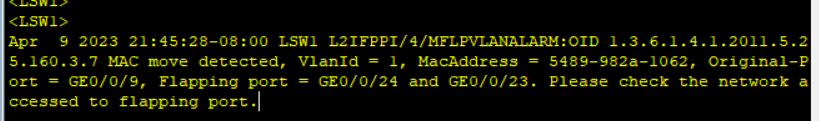 <LSW1>
<LSW1>
Apr  9 2023 21:45:28-08:00 LSW1 L2IFPPI/4/MFLPVLANALARM:OID 1.3.6.1.4.1.2011.5.2
5.160.3.7 MAC move detected, VlanId = 1, MacAddress = 5489-982a-1062, Original-P
ort = GE0/0/9, Flapping port = GE0/0/24 and GE0/0/23. Please check the network a
ccessed to flapping port.